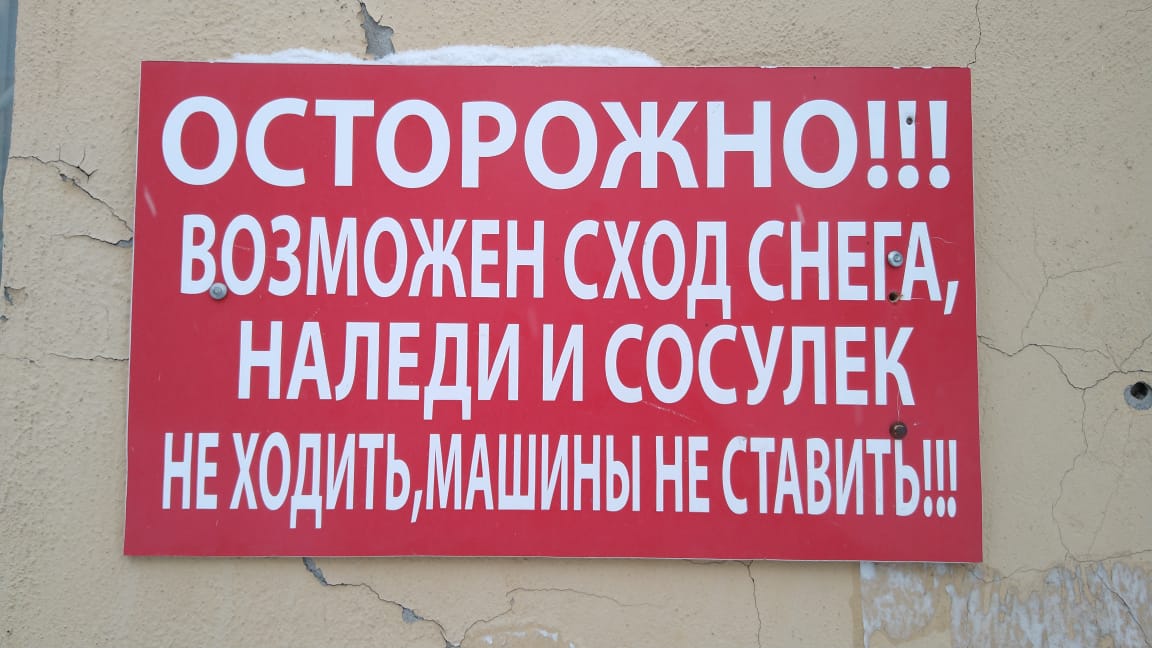 ОСТОРОЖНО!!!
ВОЗМОЖЕН СХОД СНЕГА,
НАЛЕДИ И СОСУЛЕК
НЕ ХОДИТЬ,МАШИНЫ НЕ СТАВИТЬ!!!